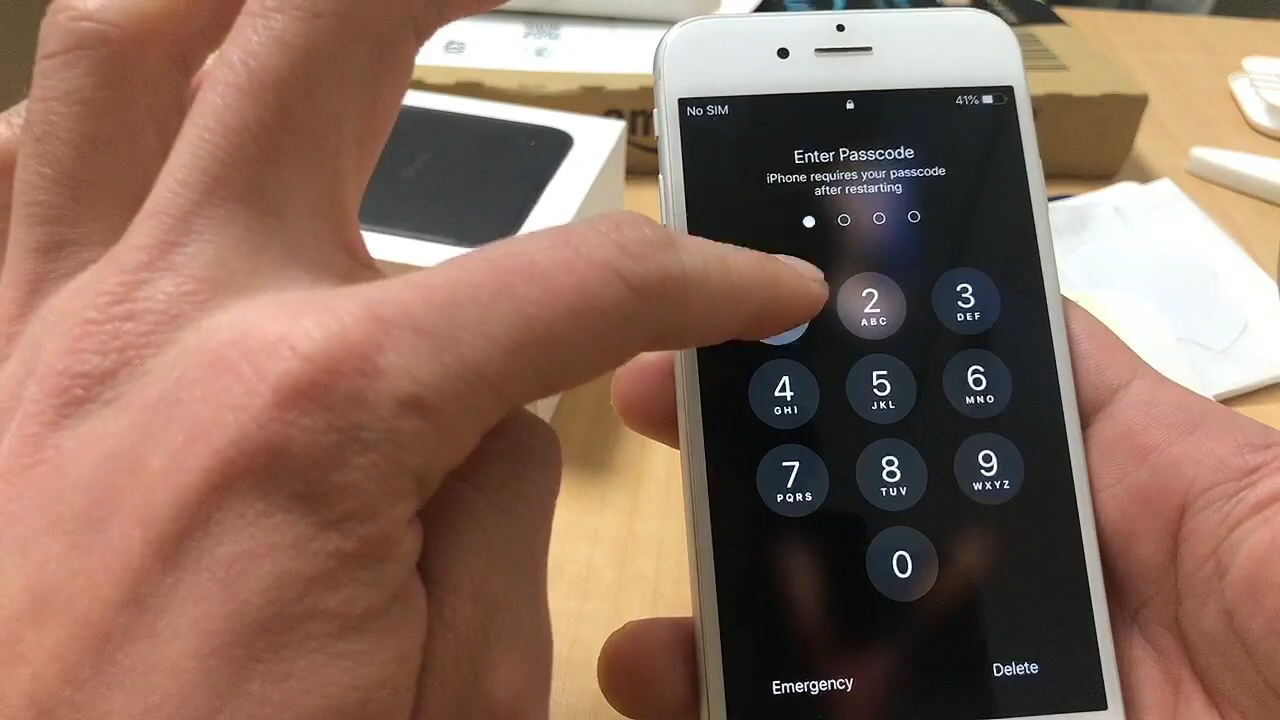 No SIM
41%
Enter Passcode
iPhone requires your passcode
after restarting
2
ABC
3
DEF
4
GHI
5
JKL
6
MNO
7
PQRS
8
TUV
9
WXYZ
0
Emergency
Delete